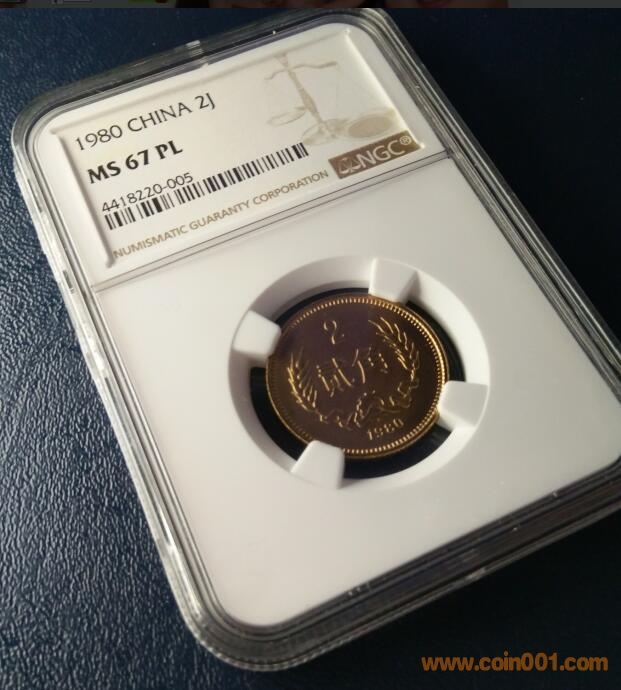 1980 CHINA 2J
MS 67 PL
4418220-005
NGC®
NUMISMATIC GUARANTY CORPORATION
2
贰角
1980
www.coin001.com